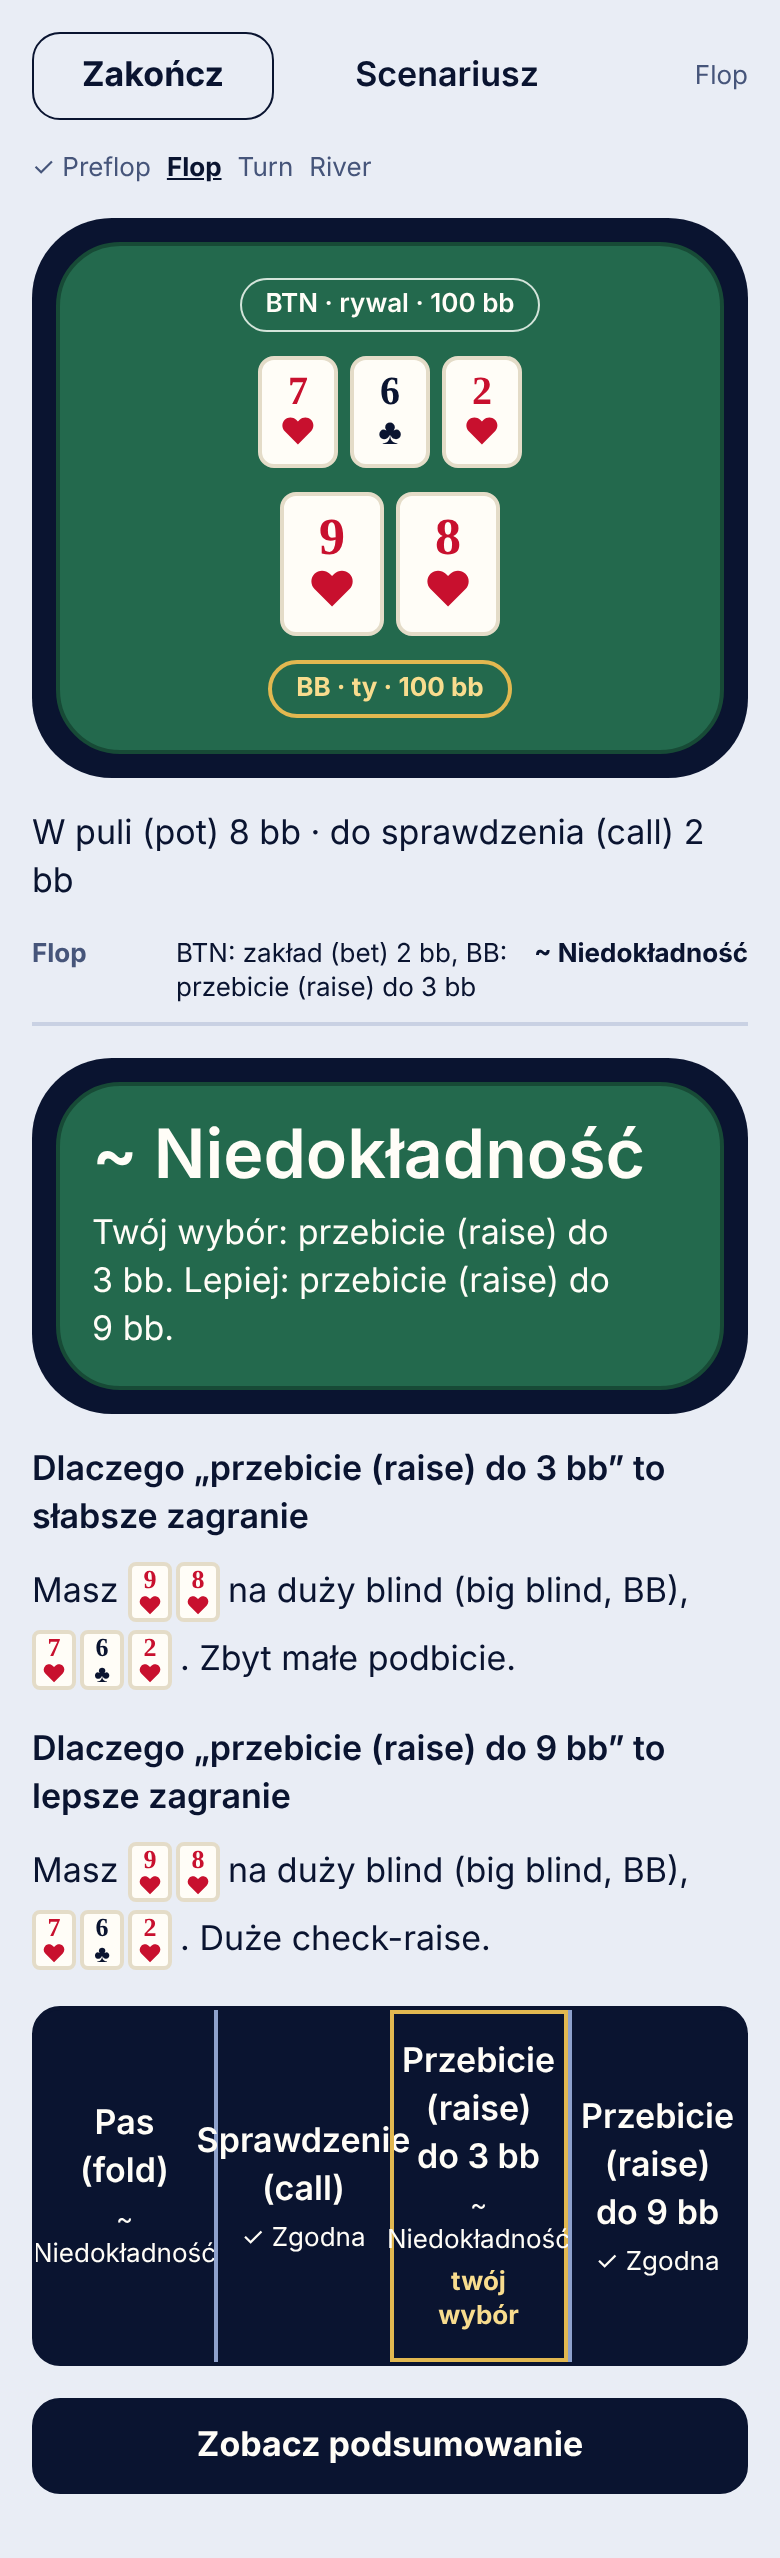 Zakończ
Scenariusz
Flop
✓ Preflop Flop Turn River
BTN · rywal · 100 bb
7♥ 6♣ 2♥
9♥ 8♥
BB · ty · 100 bb
W puli (pot) 8 bb · do sprawdzenia (call) 2
bb
Flop
BTN: zakład (bet) 2 bb, BB:
przebicie (raise) do 3 bb
~ Niedokładność
~ Niedokładność
Twój wybór: przebicie (raise) do
3 bb. Lepiej: przebicie (raise) do
9 bb.
Dlaczego „przebicie (raise) do 3 bb” to
słabsze zagranie
Masz 9♥ 8♥ na duży blind (big blind, BB),
7♥ 6♣ 2♥ . Zbyt małe podbicie.
Dlaczego „przebicie (raise) do 9 bb” to
lepsze zagranie
Masz 9♥ 8♥ na duży blind (big blind, BB),
7♥ 6♣ 2♥ . Duże check-raise.
Pas
(fold)
~
Niedokładność
Sprawdzenie
(call)
✓ Zgodna
Przebicie
(raise)
do 3 bb
~
Niedokładność
twój
wybór
Przebicie
(raise)
do 9 bb
✓ Zgodna
Zobacz podsumowanie